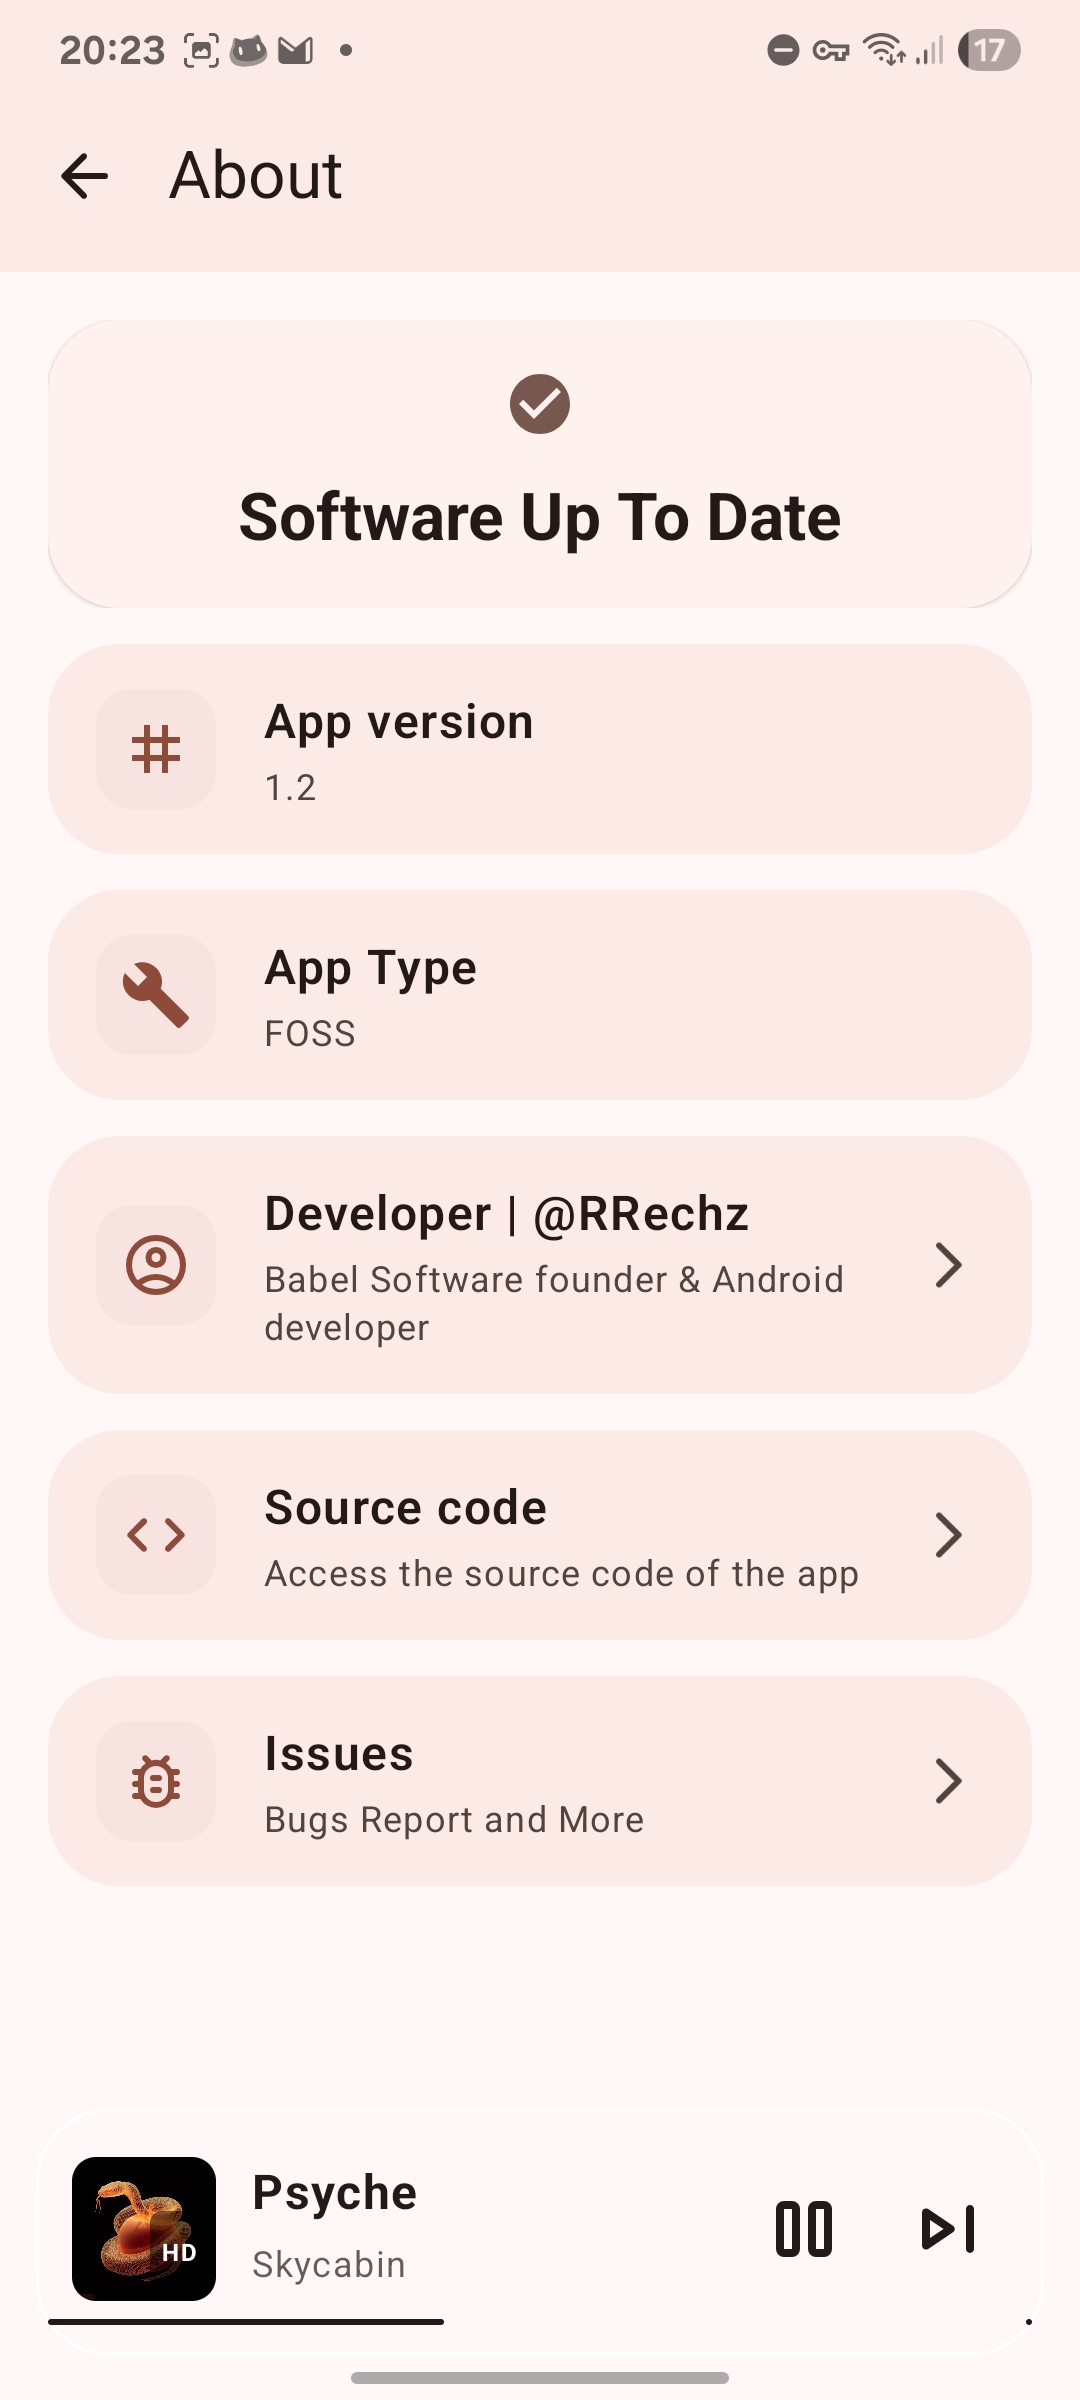 20:23
17
About
Software Up To Date
App version
1.2
App Type
FOSS
Developer | @RRechz
Babel Software founder & Android
developer
Source code
Access the source code of the app
Issues
Bugs Report and More
HD
Psyche
Skycabin